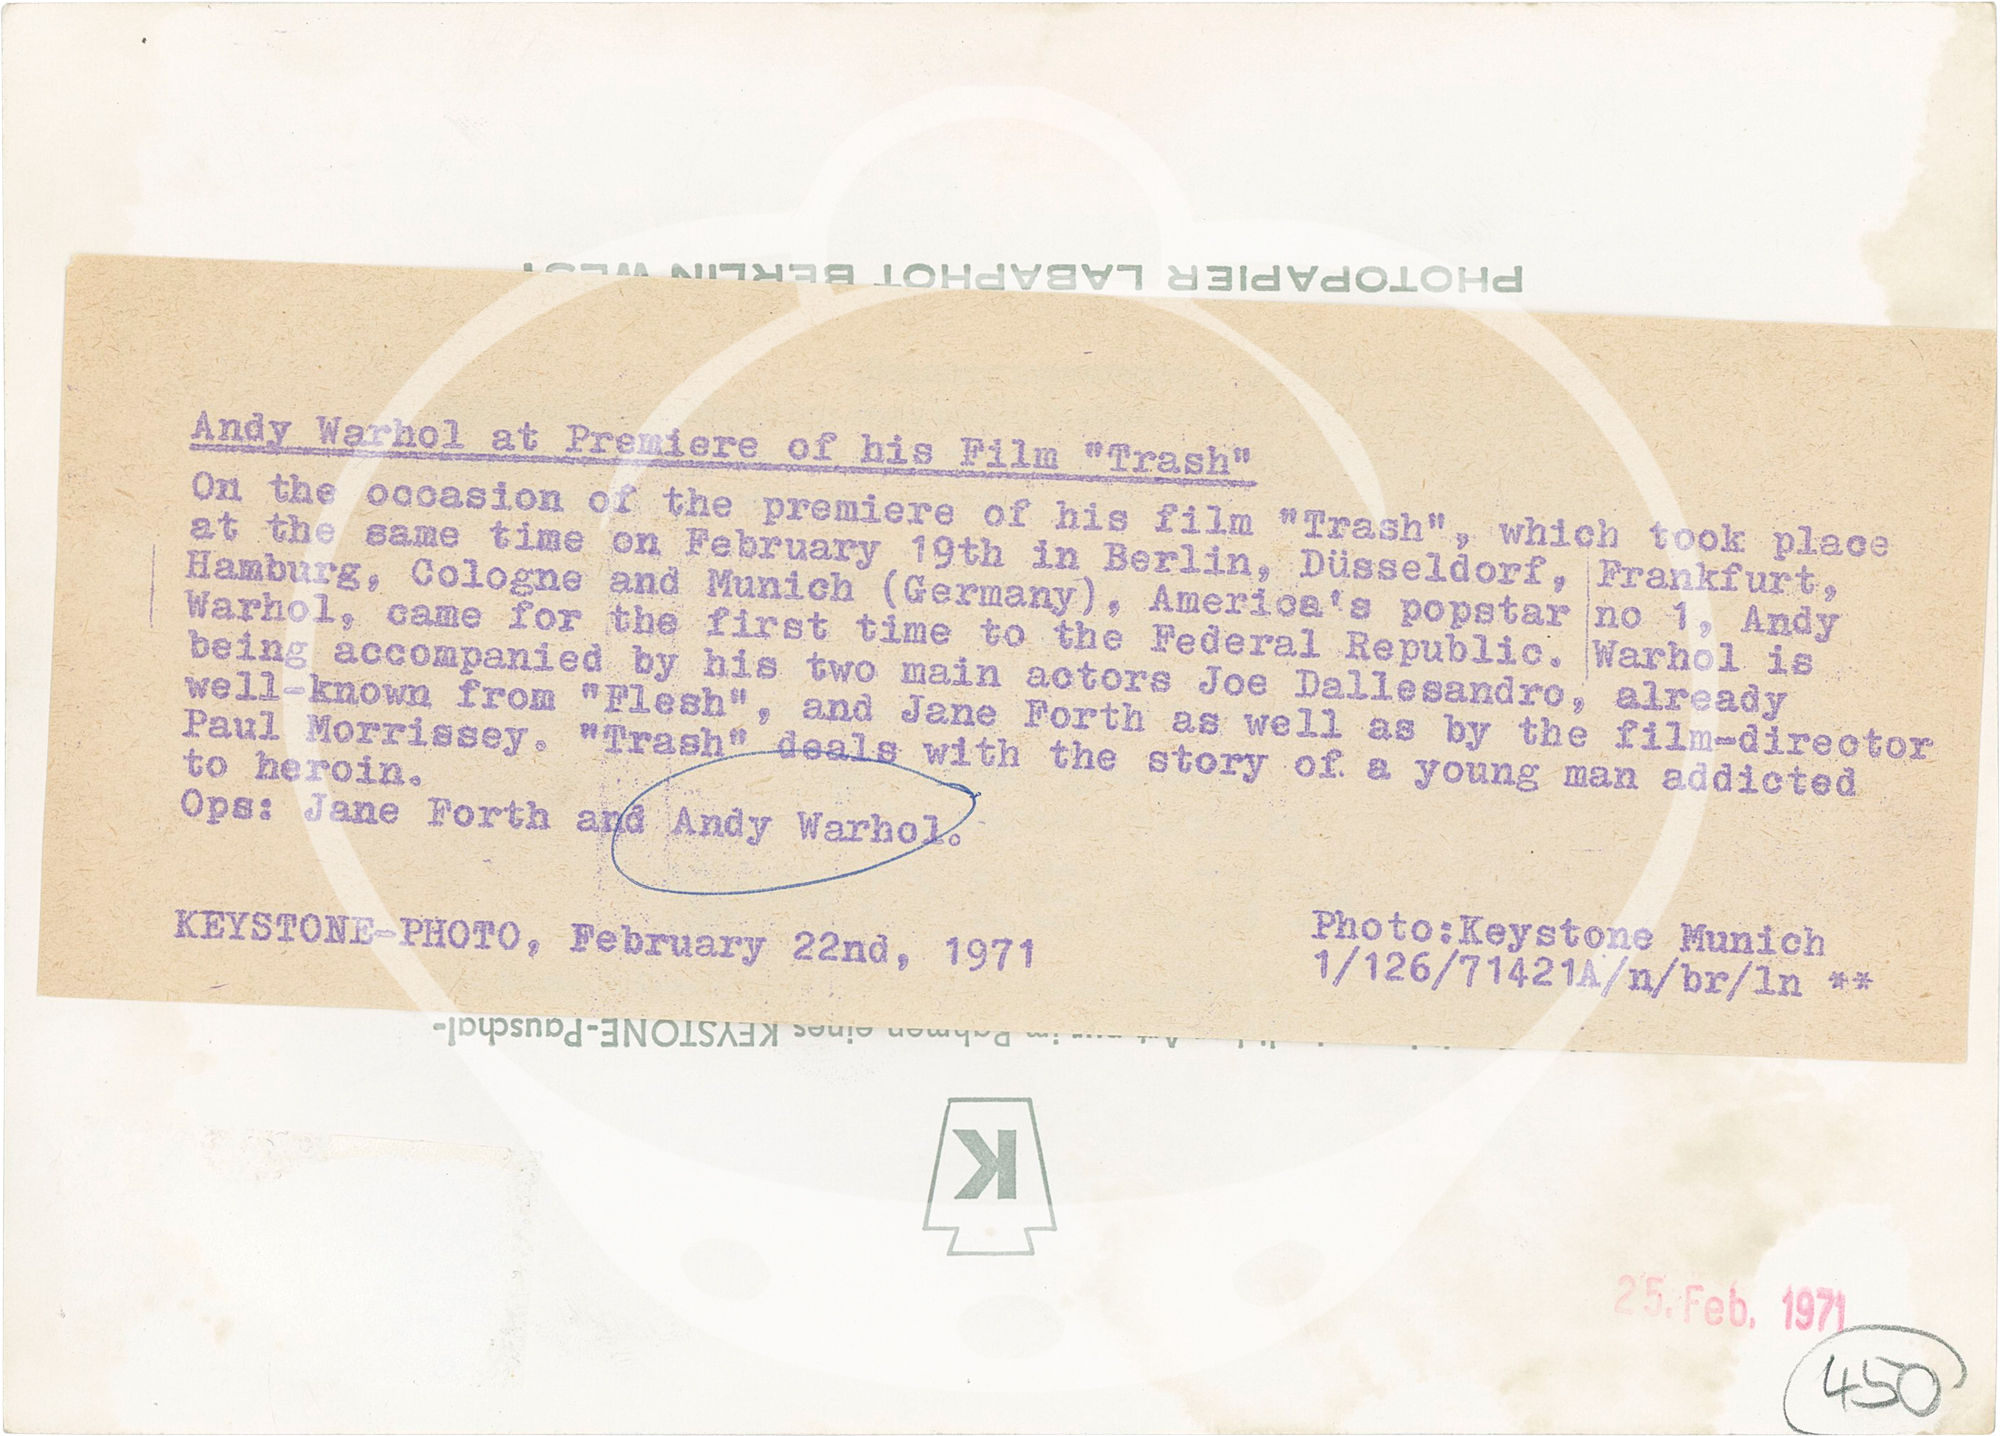 PHOTOPAPIER LABAPHOT BERLIN WEST
Andy Warhol at Premiere of his Film "Trash"
On the occasion of the premiere of his film "Trash", which took place
at the same time on February 19th in Berlin, Düsseldorf, Frankfurt,
Hamburg, Cologne and Munich (Germany), America's popstar no 1, Andy
Warhol, came for the first time to the Federal Republic. Warhol is
being accompanied by his two main actors Joe Dallesandro, already
well-known from "Flesh", and Jane Forth as well as by the film-director
Paul Morrissey. "Trash" deals with the story of a young man addicted
to heroin.
Ops: Jane Forth and Andy Warhol.
KEYSTONE-PHOTO, February 22nd, 1971
Photo:Keystone Munich
1/126/71421A/n/br/ln **
nur im Rahmen eines KEYSTONE-Pauschal-
K
25. Feb. 1971
450